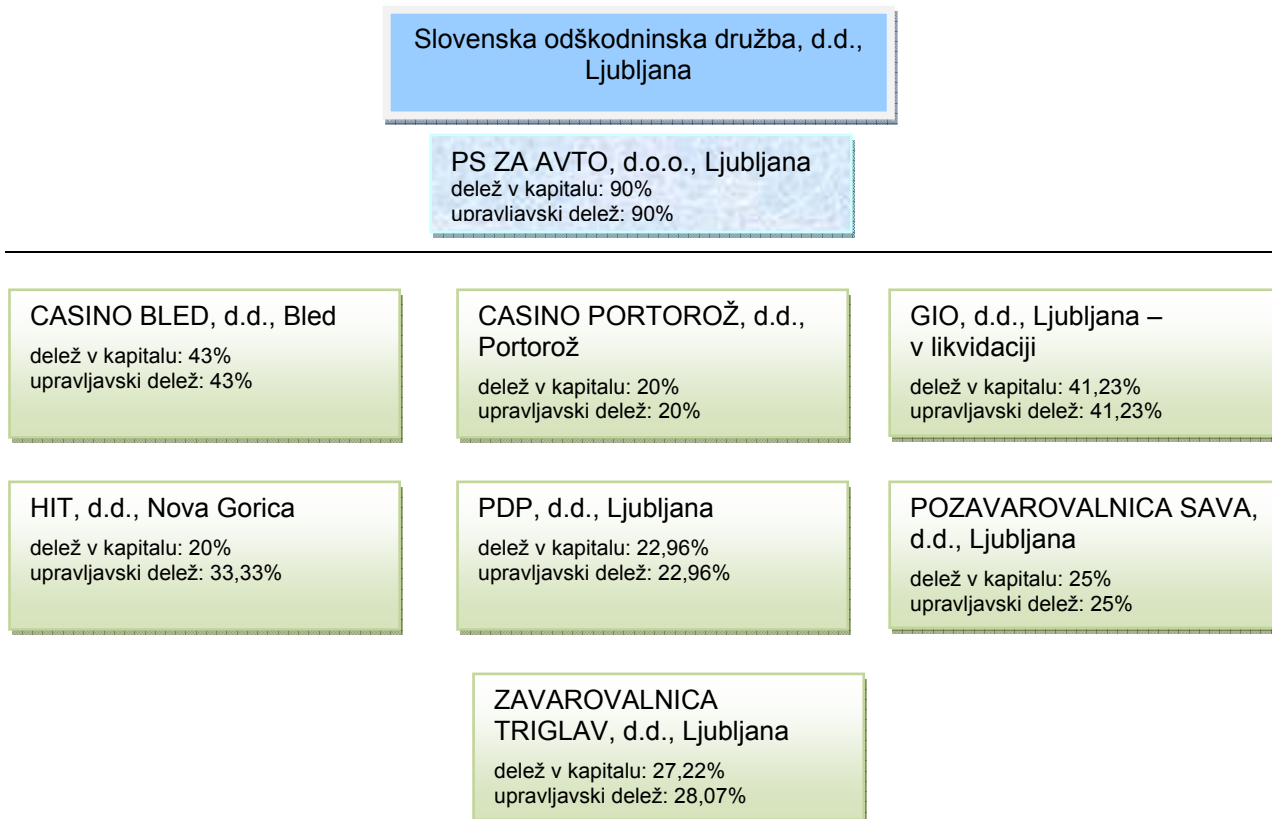 Slovenska odškodninska družba, d.d.,
Ljubljana
PS ZA AVTO, d.o.o., Ljubljana
delež v kapitalu: 90%
upravljavski delež: 90%
CASINO BLED, d.d., Bled
delež v kapitalu: 43%
upravljavski delež: 43%
CASINO PORTOROŽ, d.d.,
Portorož
delež v kapitalu: 20%
upravljavski delež: 20%
GIO, d.d., Ljubljana –
v likvidaciji
delež v kapitalu: 41,23%
upravljavski delež: 41,23%
HIT, d.d., Nova Gorica
delež v kapitalu: 20%
upravljavski delež: 33,33%
PDP, d.d., Ljubljana
delež v kapitalu: 22,96%
upravljavski delež: 22,96%
POZAVAROVALNICA SAVA,
d.d., Ljubljana
delež v kapitalu: 25%
upravljavski delež: 25%
ZAVAROVALNICA
TRIGLAV, d.d., Ljubljana
delež v kapitalu: 27,22%
upravljavski delež: 28,07%